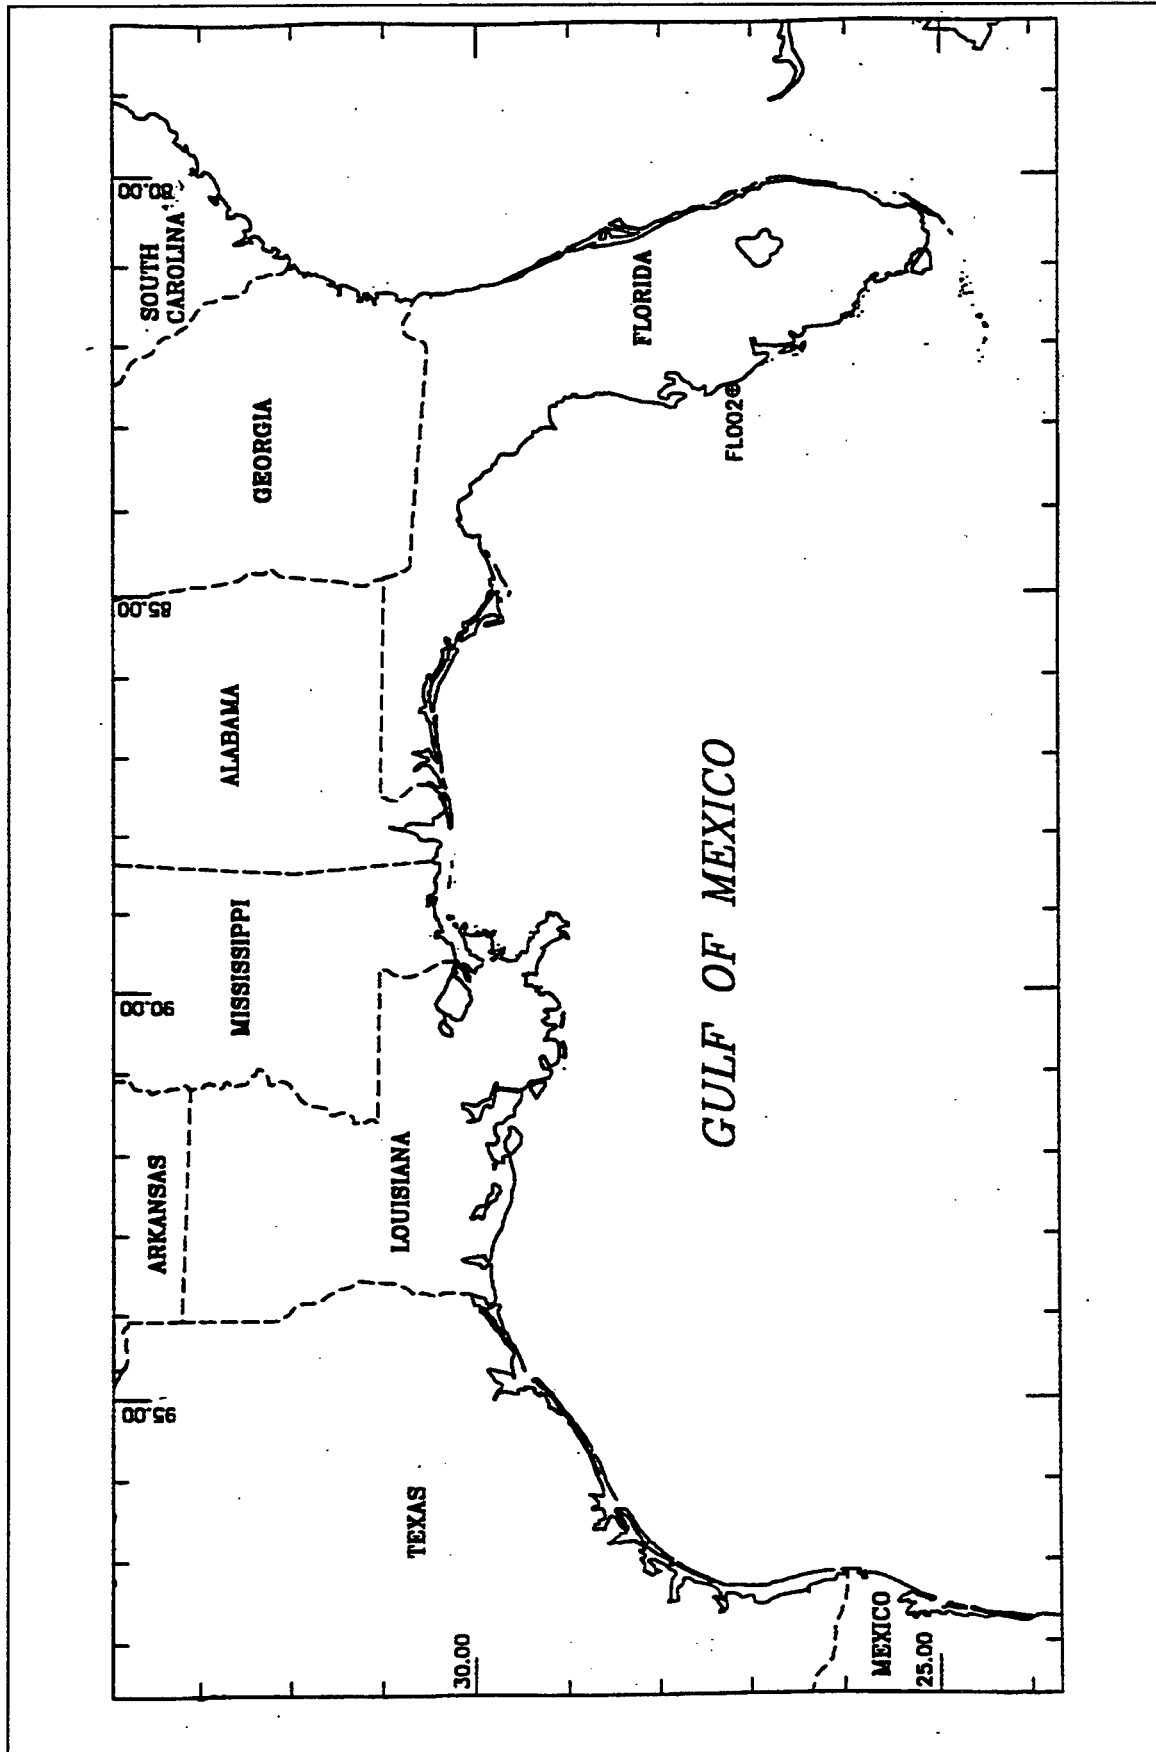 80.00
SOUTH
CAROLINA
GEORGIA
FLORIDA
FL002
85.00
ALABAMA
MISSISSIPPI
90.00
ARKANSAS
LOUISIANA
GULF OF MEXICO
95.00
TEXAS
MEXICO
30.00
25.00